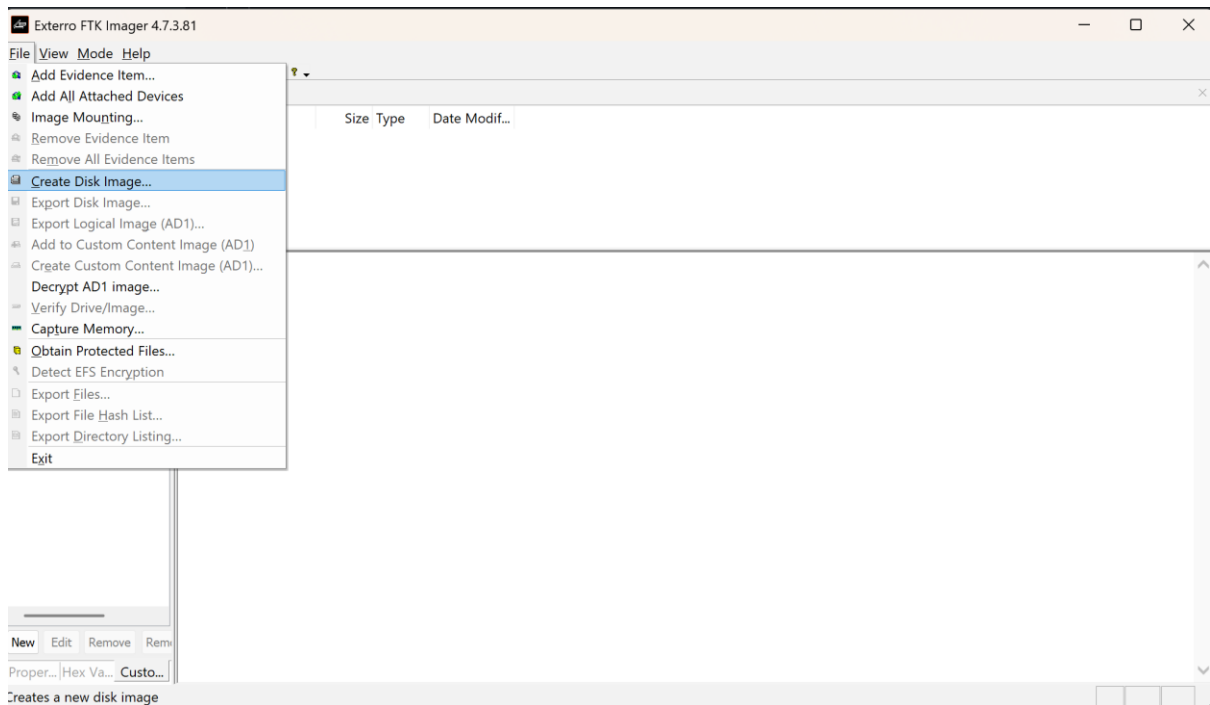 Exterro FTK Imager 4.7.3.81
File View Mode Help
Add Evidence Item...
Add All Attached Devices
Image Mounting...
Size Type Date Modif...
Remove Evidence Item
Remove All Evidence Items
Create Disk Image...
Export Disk Image...
Export Logical Image (AD1)...
Add to Custom Content Image (AD1)
Create Custom Content Image (AD1)...
Decrypt AD1 image...
Verify Drive/Image...
Capture Memory...
Obtain Protected Files...
Detect EFS Encryption
Export Files...
Export File Hash List...
Export Directory Listing...
Exit
New Edit Remove Rem
Proper... Hex Va... Custo...
Creates a new disk image